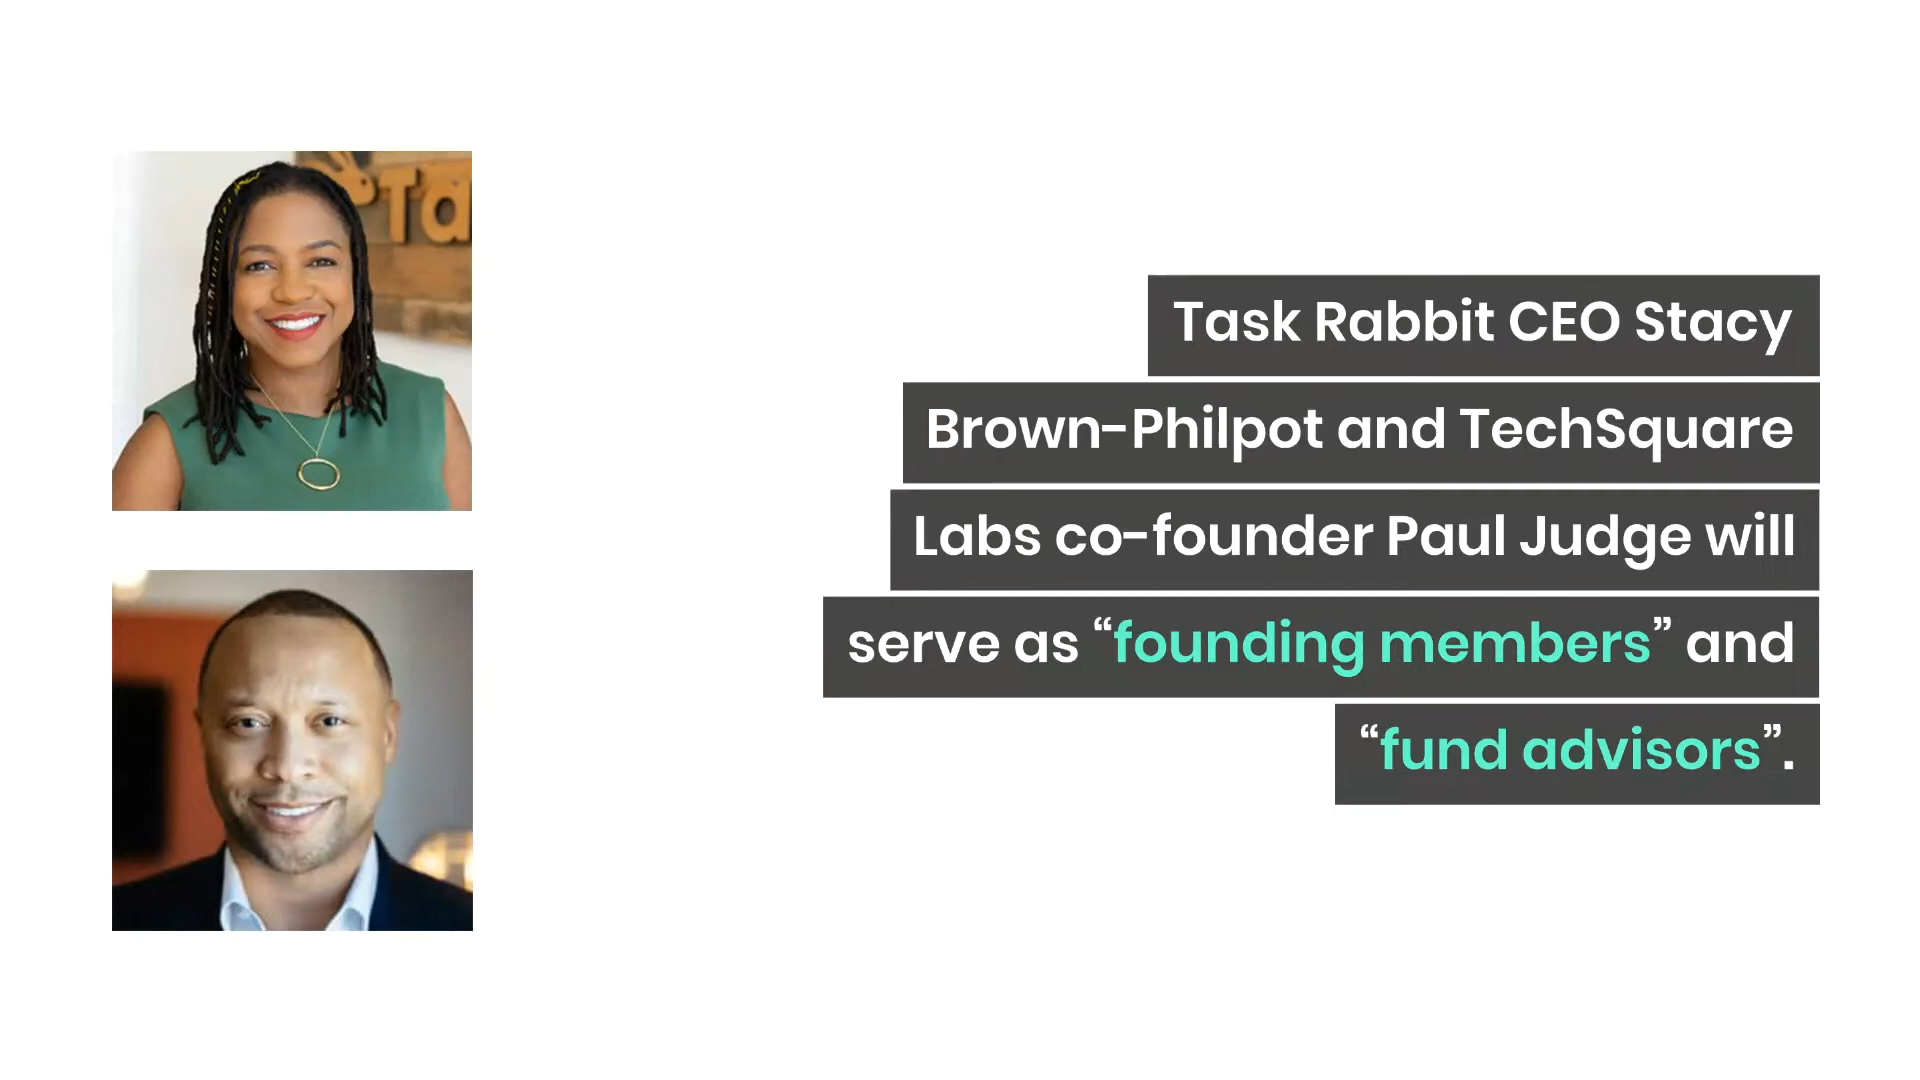 Ta
Task Rabbit CEO Stacy
Brown-Philpot and TechSquare
Labs co-founder Paul Judge will
serve as “founding members” and
“fund advisors”.